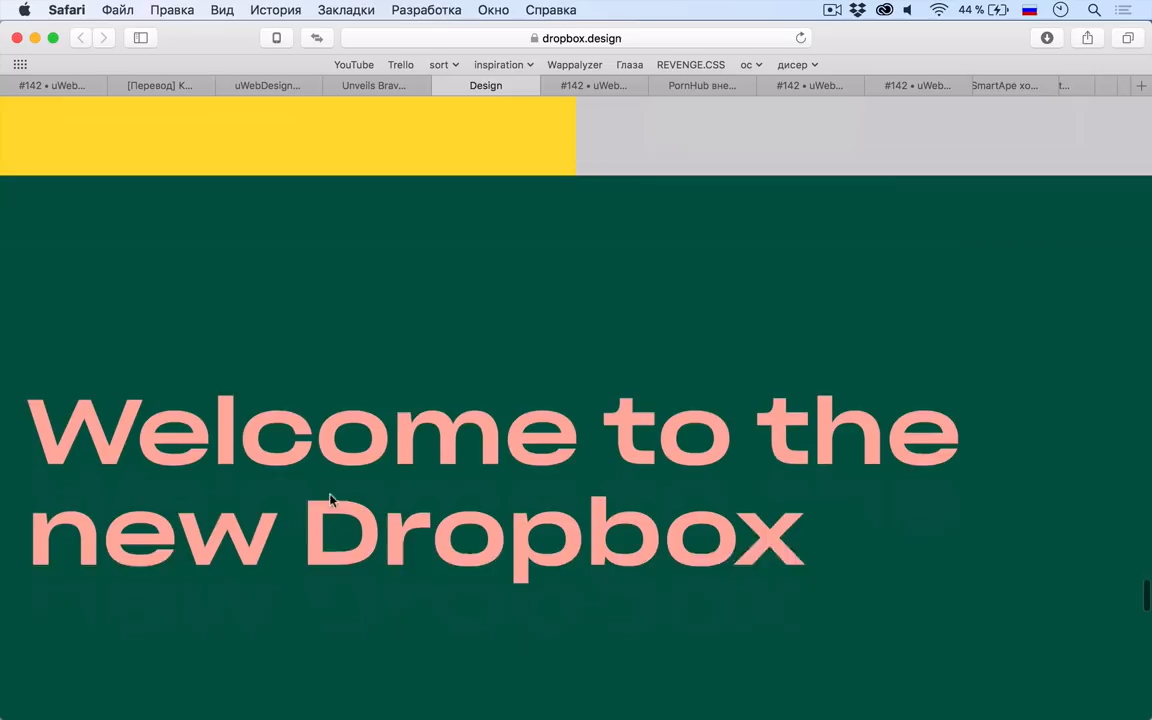 Safari Файл Правка Вид История Закладки Разработка Окно Справка 44 %
dropbox.design
YouTube Trello sort inspiration Wappalyzer Глаза REVENGE.CSS ос дисер
#142 • uWeb... [Перевод] К... uWebDesign... Unveils Brav... Design #142 • uWeb... PornHub вне... #142 • uWeb... #142 • uWeb... SmartApe хо... t...
Welcome to the
new Dropbox